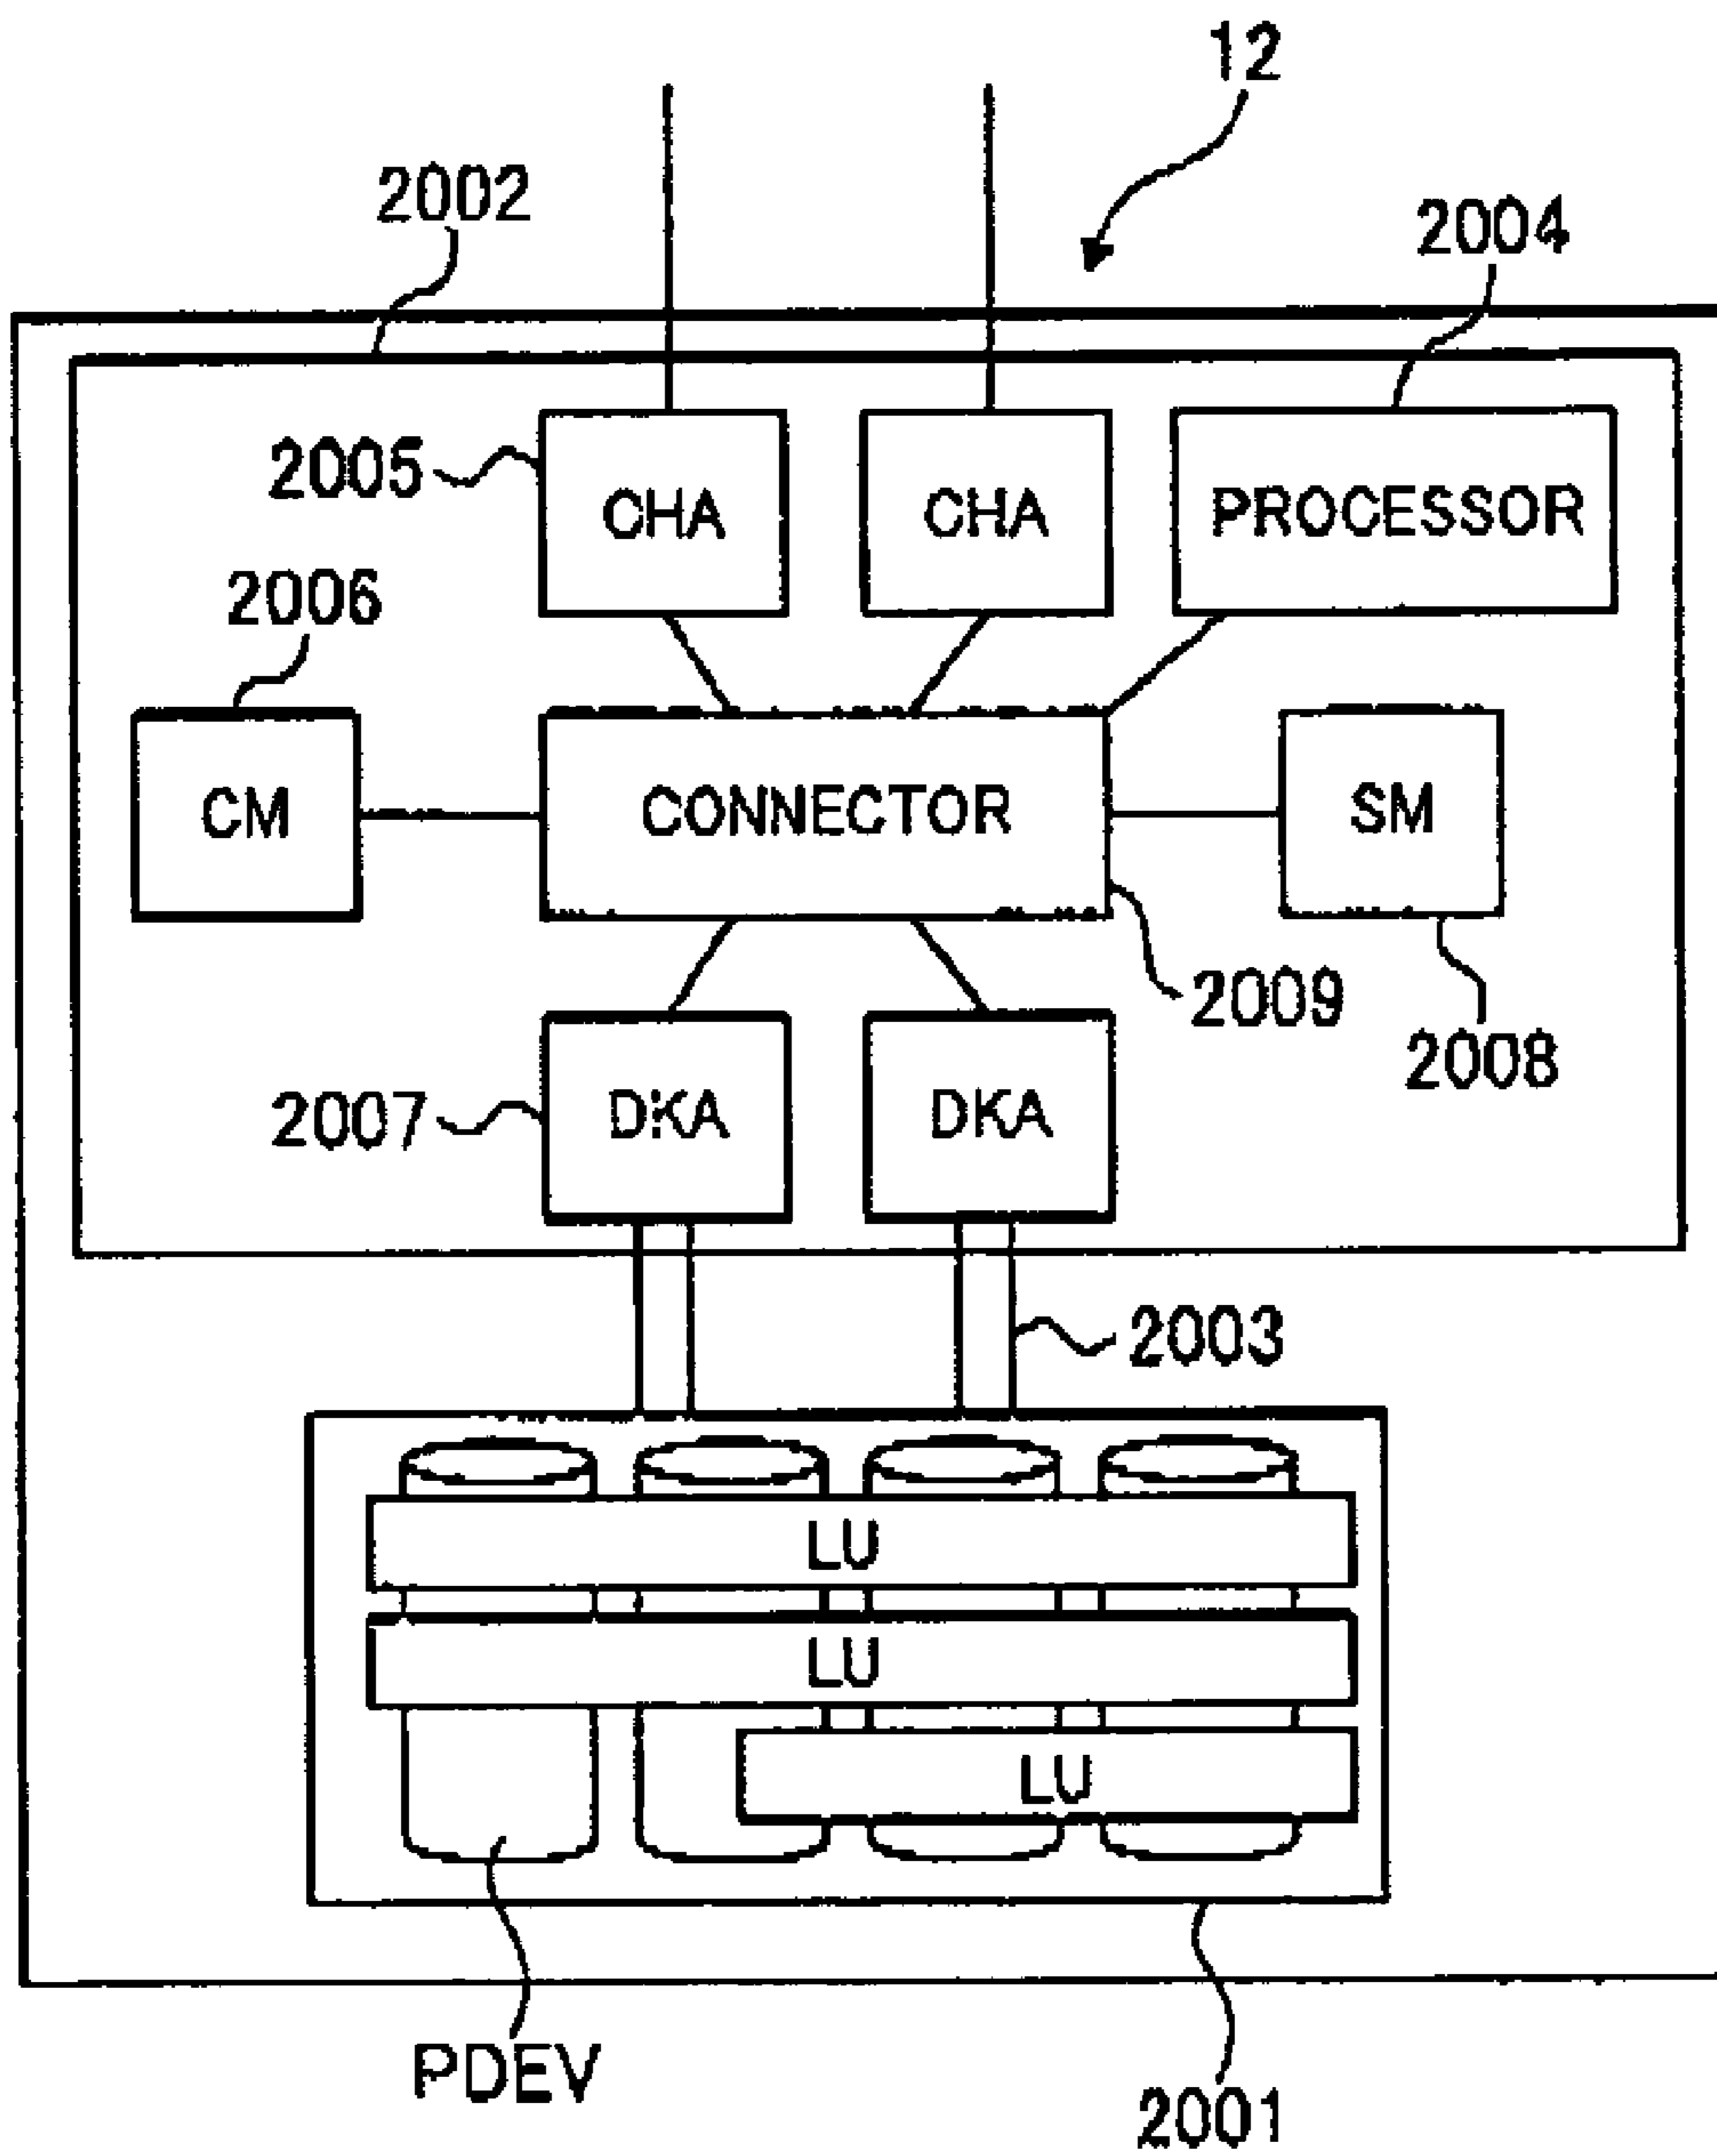 12
2002
2004
2005
CHA
CHA
PROCESSOR
2006
CM
CONNECTOR
SM
2009
2008
2007
DKA
DKA
2003
LU
LU
LU
PDEV
2001